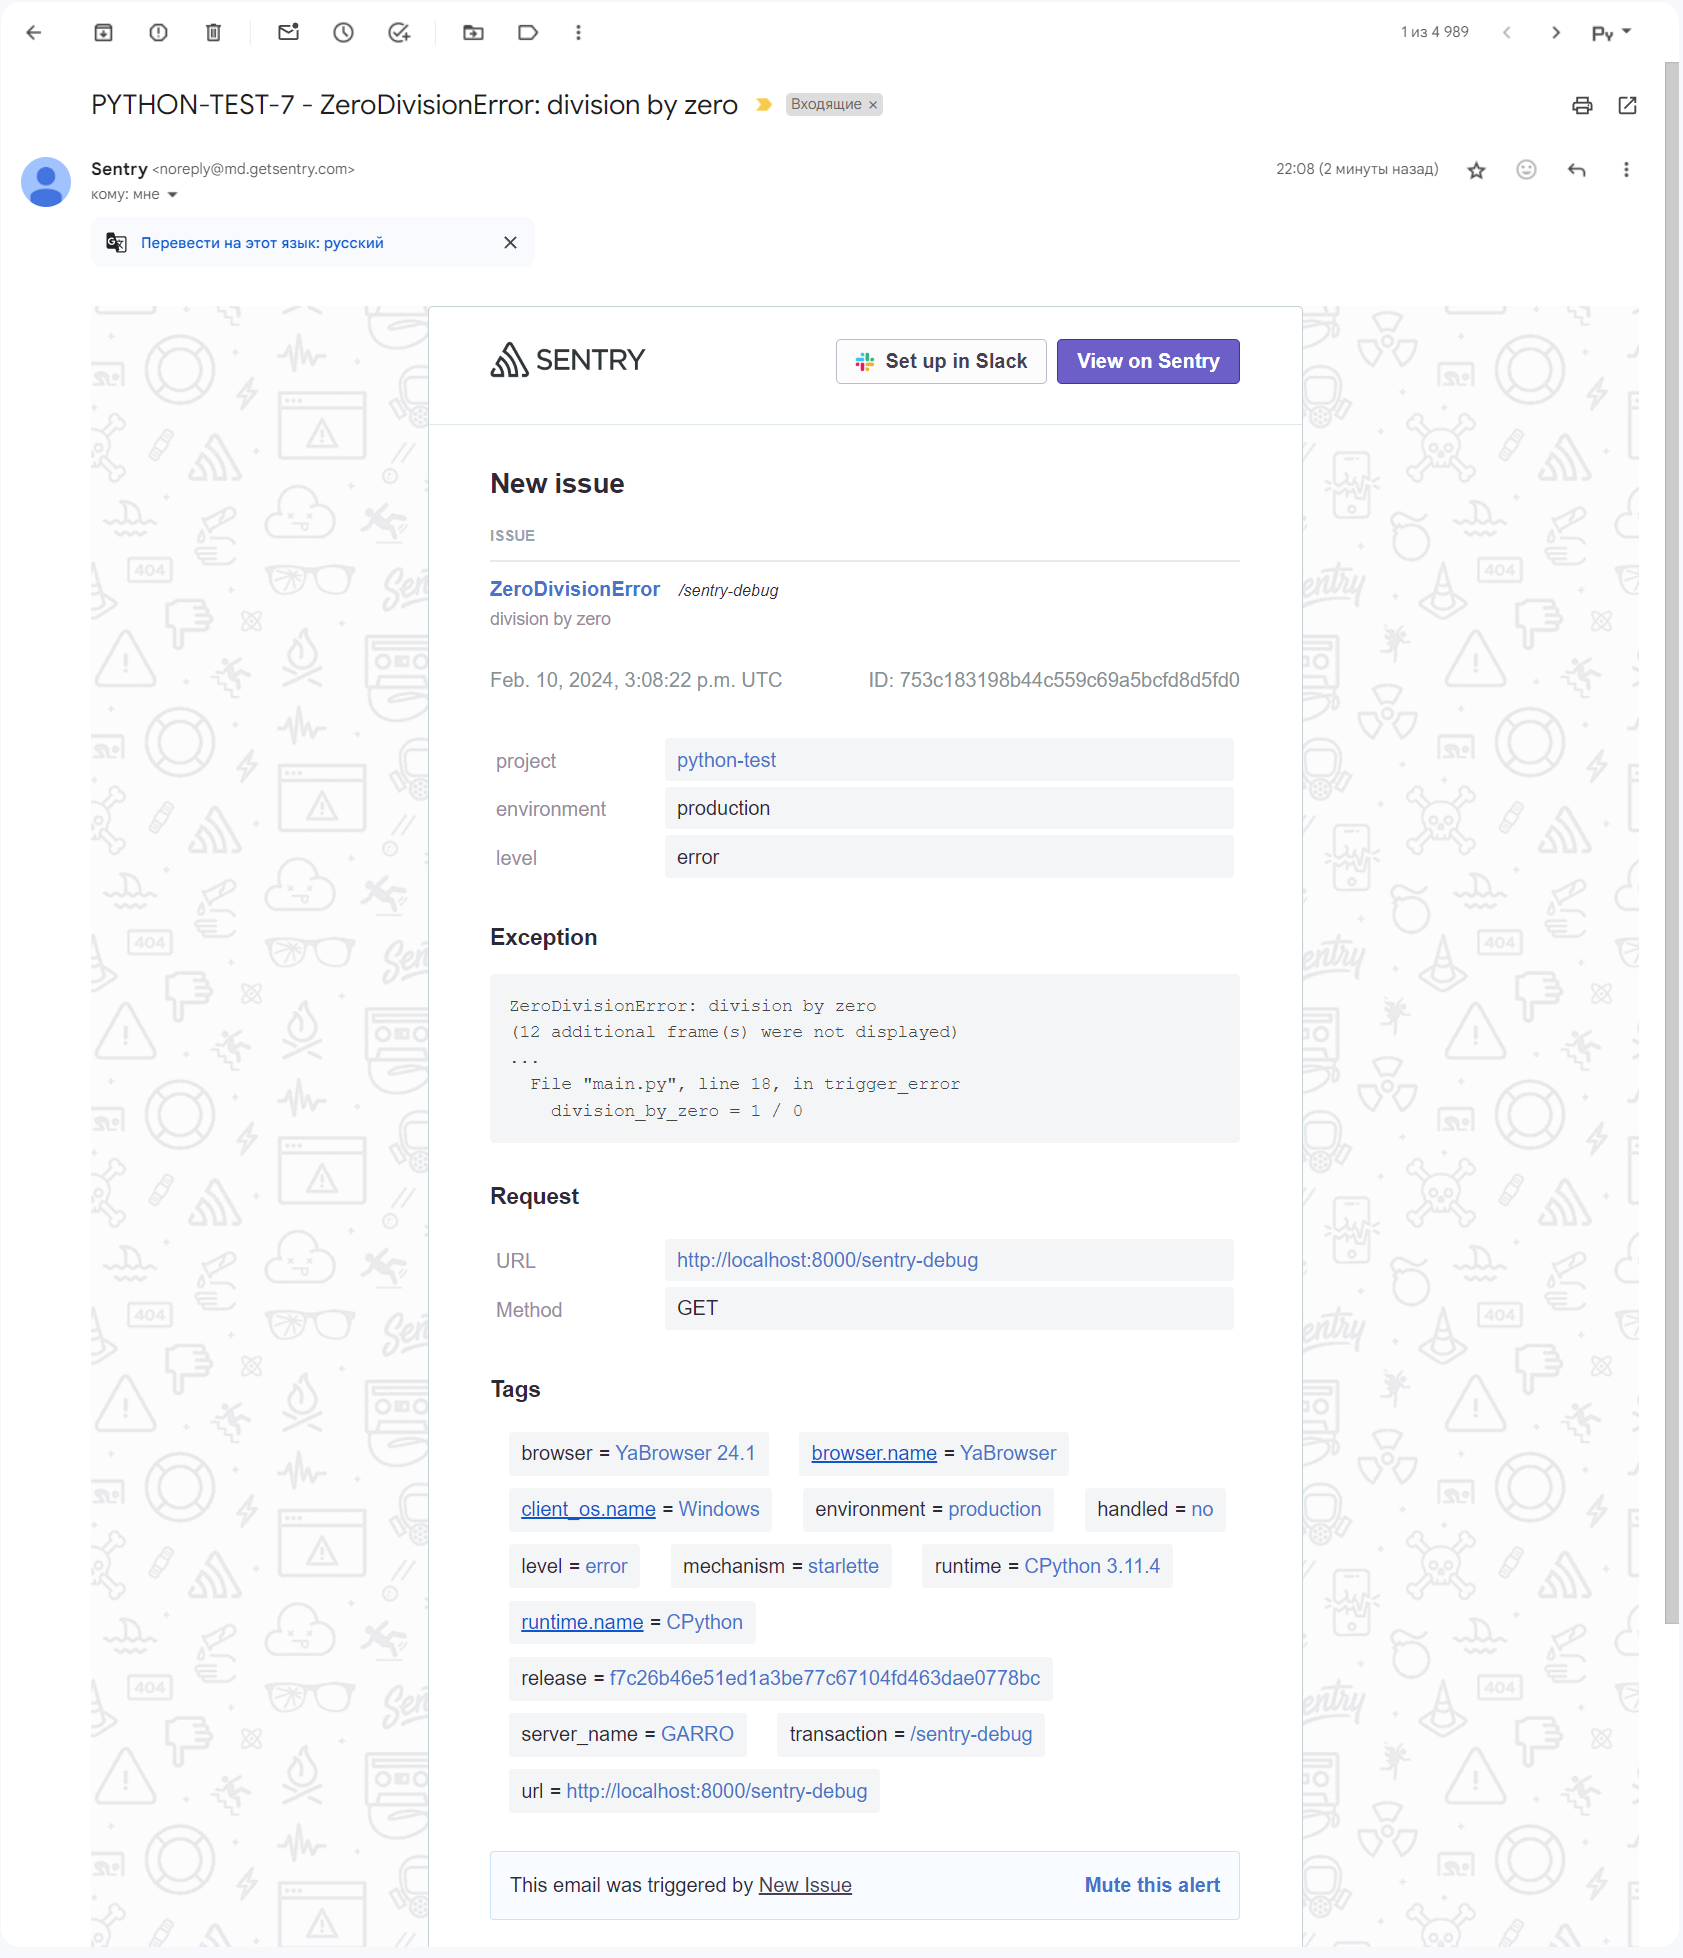 1 из 4 989
Ру
PYTHON-TEST-7 - ZeroDivisionError: division by zero
Входящие ×
Sentry <noreply@md.getsentry.com>
22:08 (2 минуты назад)
кому: мне
Перевести на этот язык: русский
SENTRY
Set up in Slack
View on Sentry
New issue
ISSUE
ZeroDivisionError /sentry-debug
division by zero
Feb. 10, 2024, 3:08:22 p.m. UTC
ID: 753c183198b44c559c69a5bcfd8d5fd0
project python-test
environment production
level error
Exception
ZeroDivisionError: division by zero
(12 additional frame(s) were not displayed)
...
File "main.py", line 18, in trigger_error
division_by_zero = 1 / 0
Request
URL http://localhost:8000/sentry-debug
Method GET
Tags
browser = YaBrowser 24.1 browser.name = YaBrowser
client_os.name = Windows environment = production handled = no
level = error mechanism = starlette runtime = CPython 3.11.4
runtime.name = CPython
release = f7c26b46e51ed1a3be77c67104fd463dae0778bc
server_name = GARRO transaction = /sentry-debug
url = http://localhost:8000/sentry-debug
This email was triggered by New Issue
Mute this alert